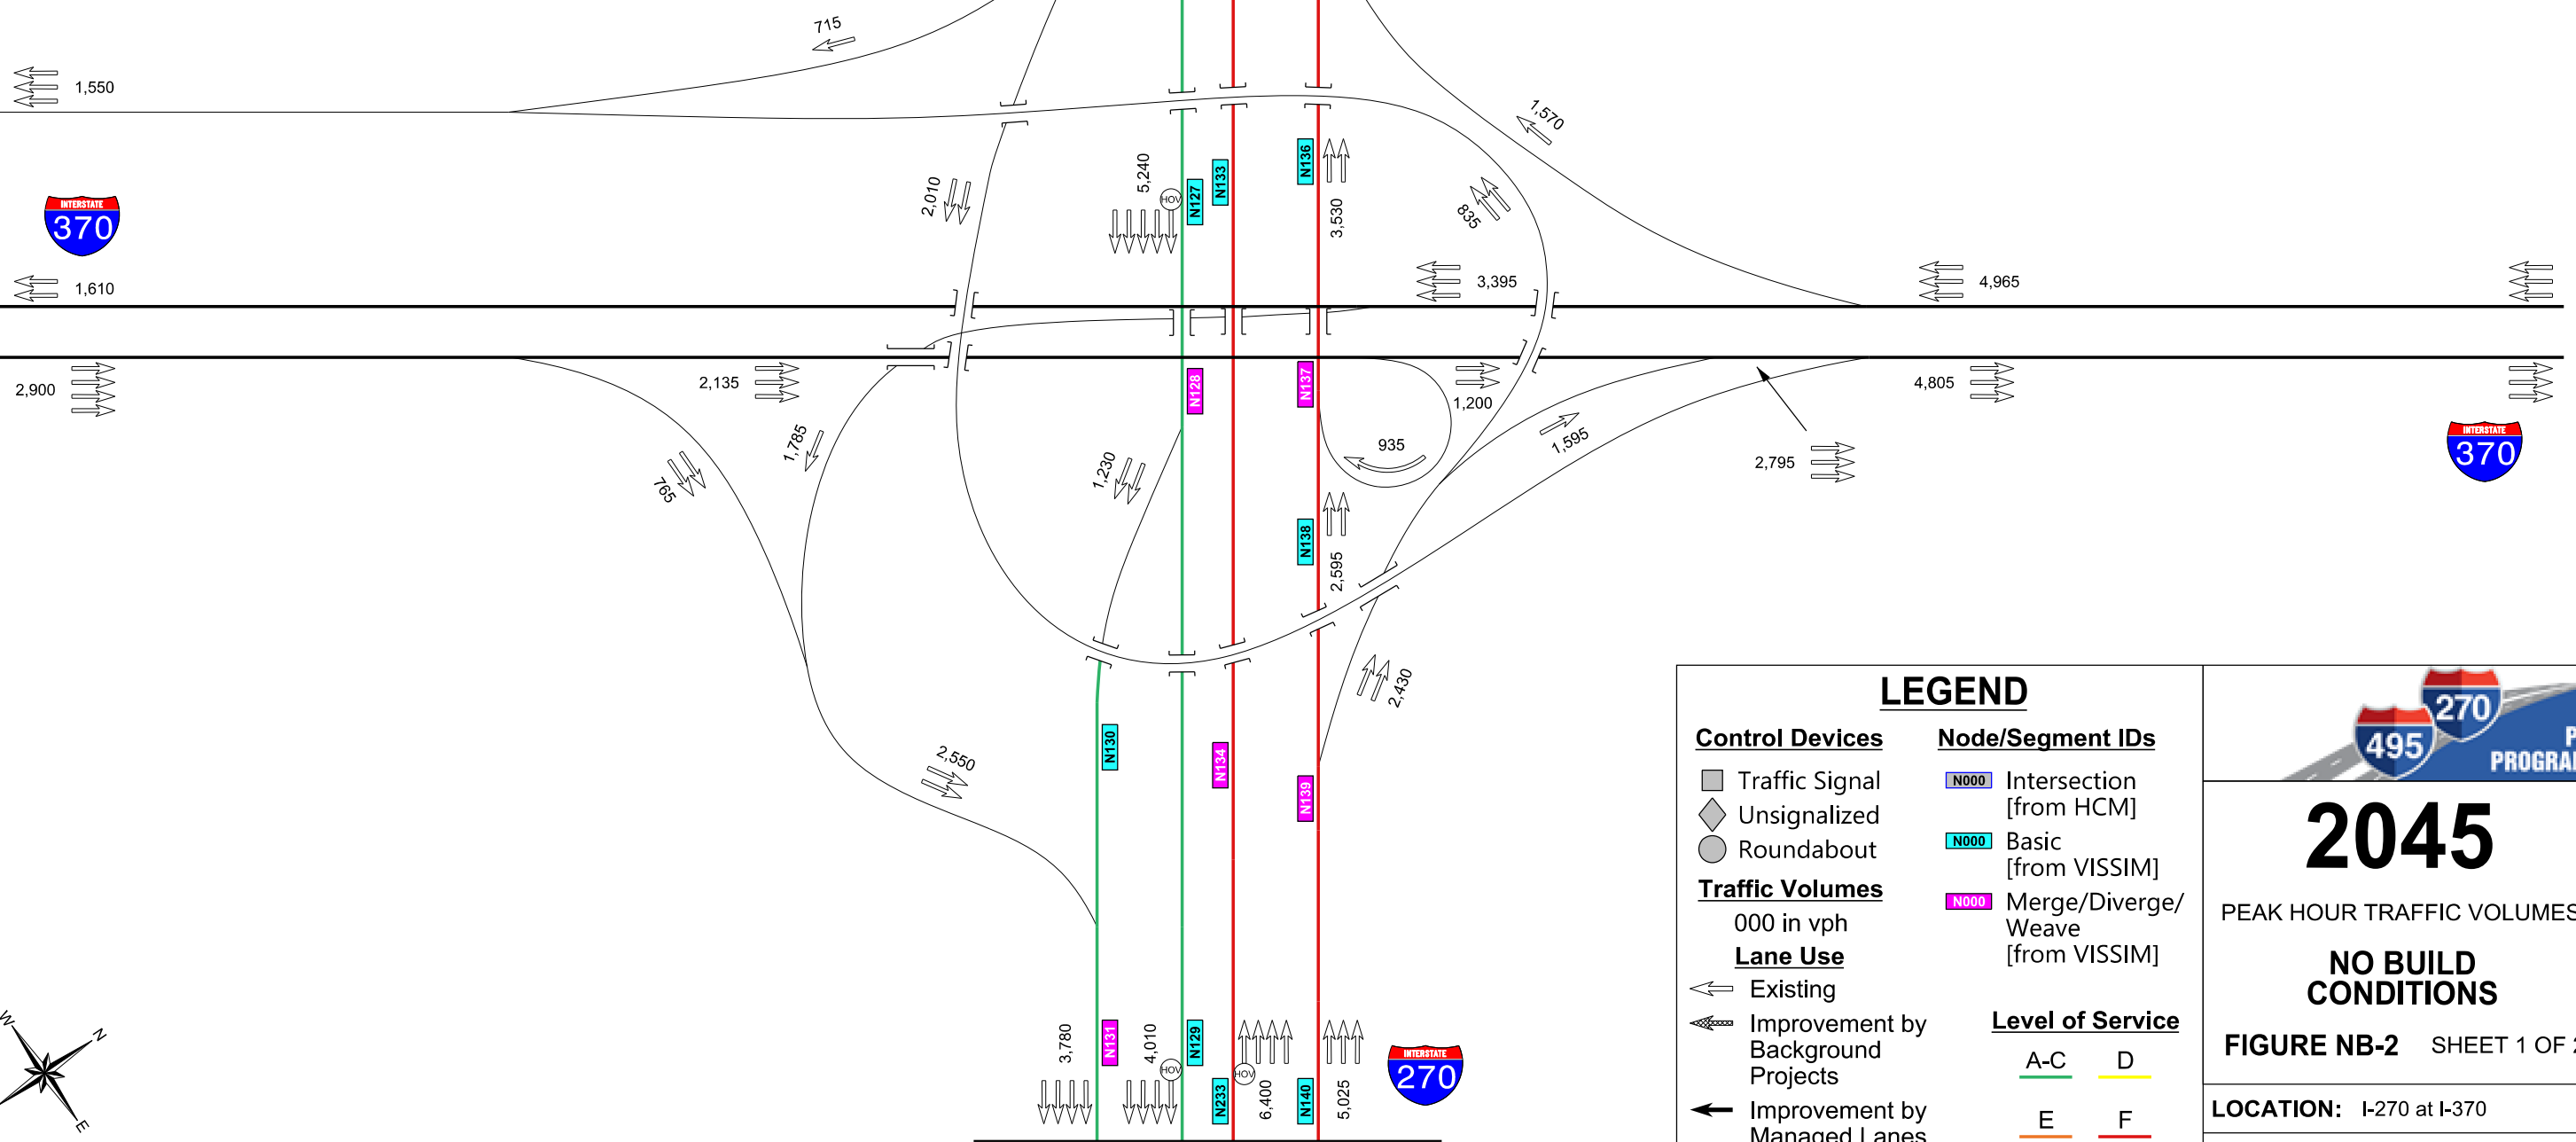 715
1,550
1,570
5,240
HOV
N127
N133
N136
3,530
2,010
835
INTERSTATE
370
1,610
3,395
4,965
2,900
2,135
N128
N137
1,200
4,805
1,785
1,230
935
1,595
2,795
INTERSTATE
370
765
N138
2,595
2,430
2,550
N130
N134
N139
3,780
N131
4,010
HOV
N129
N233
HOV
6,400
N140
5,025
INTERSTATE
270
W
N
E
LEGEND
Control Devices
Traffic Signal
Unsignalized
Roundabout
Traffic Volumes
000 in vph
Lane Use
Existing
Improvement by
Background
Projects
Improvement by
Managed Lanes
Node/Segment IDs
N000 Intersection
[from HCM]
N000 Basic
[from VISSIM]
N000 Merge/Diverge/
Weave
[from VISSIM]
Level of Service
A-C D
E F
495
270
P
PROGRA
2045
PEAK HOUR TRAFFIC VOLUMES
NO BUILD
CONDITIONS
FIGURE NB-2 SHEET 1 OF 2
LOCATION: I-270 at I-370